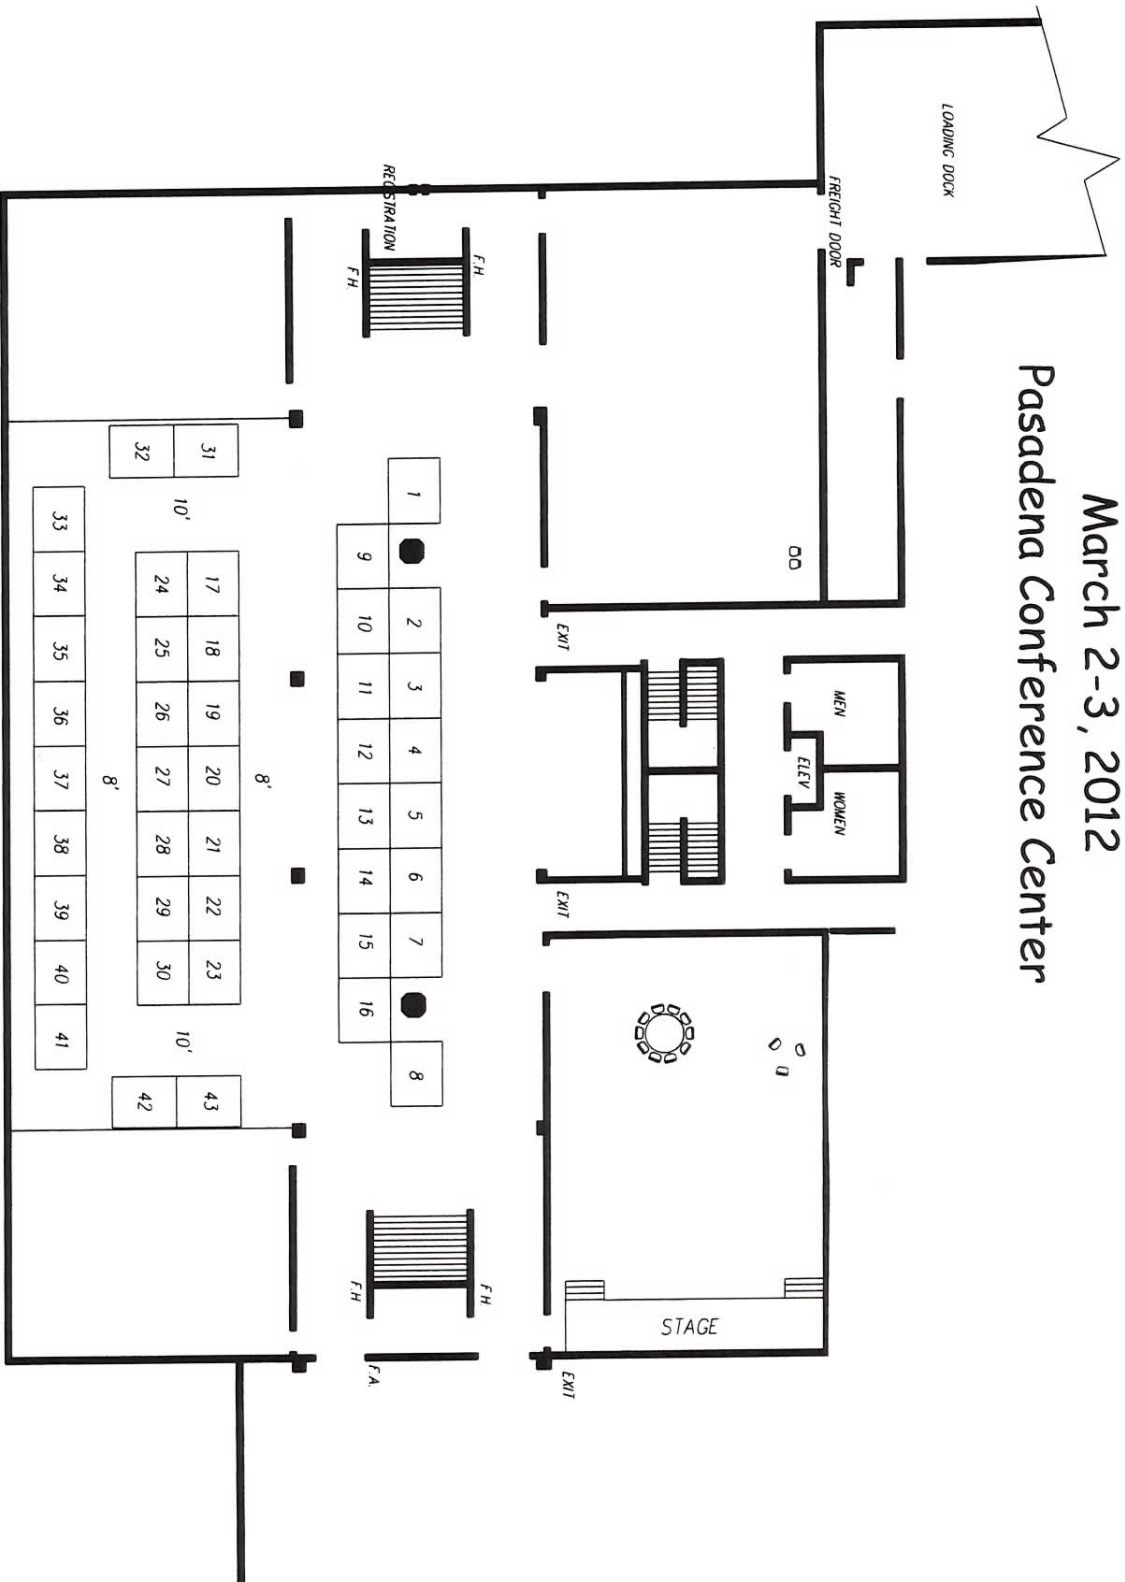 March 2-3, 2012
Pasadena Conference Center
LOADING DOCK
FREIGHT DOOR
MEN WOMEN
ELEV
STAGE
EXIT EXIT EXIT
F.H. F.H
1 2 3 4 5 6 7 8
REGISTRATION
F.A.
9 10 11 12 13 14 15 16
F.H. F.H
8'
31 17 18 19 20 21 22 23 43
10' 10'
32 24 25 26 27 28 29 30 42
8'
33 34 35 36 37 38 39 40 41